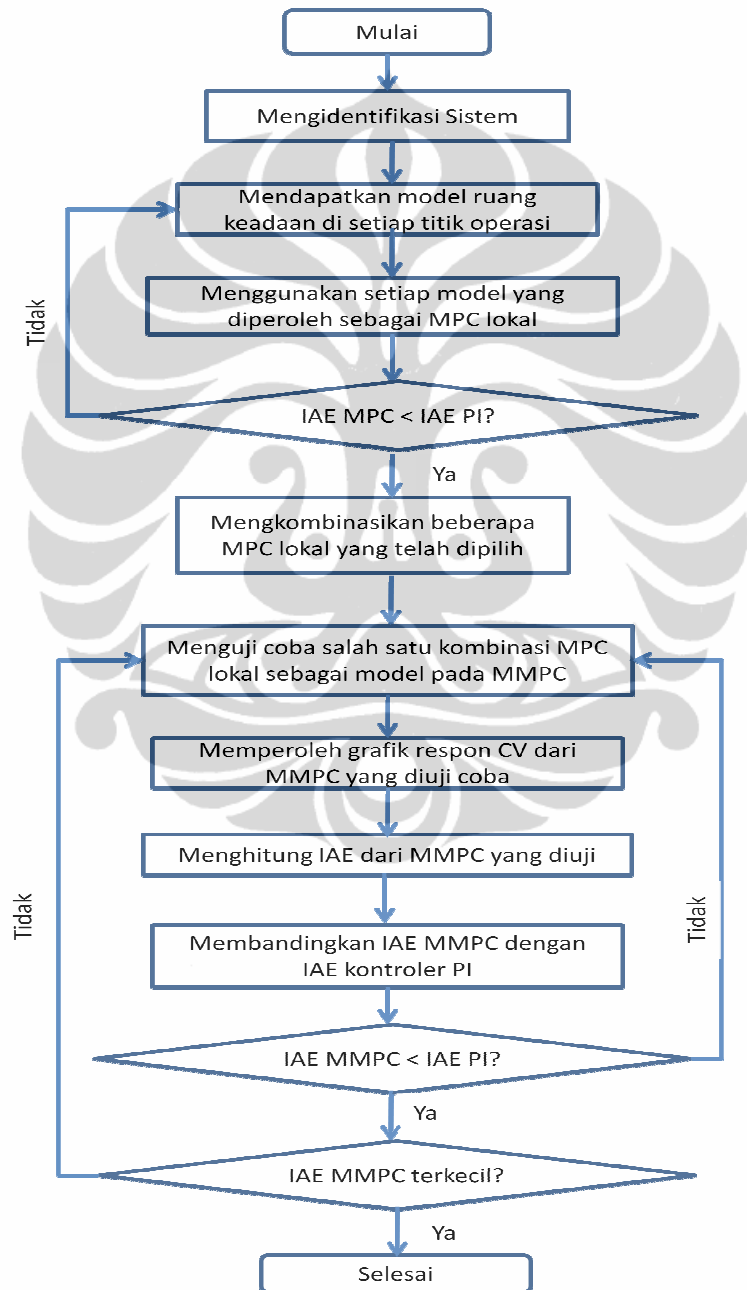 Mulai
Mengidentifikasi Sistem
Mendapatkan model ruang
keadaan di setiap titik operasi
Menggunakan setiap model yang
diperoleh sebagai MPC lokal
Tidak
IAE MPC < IAE PI?
Ya
Mengkombinasikan beberapa
MPC lokal yang telah dipilih
Menguji coba salah satu kombinasi MPC
lokal sebagai model pada MMPC
Memperoleh grafik respon CV dari
MMPC yang diuji coba
Menghitung IAE dari MMPC yang diuji
Tidak
Tidak
Membandingkan IAE MMPC dengan
IAE kontroler PI
IAE MMPC < IAE PI?
Ya
IAE MMPC terkecil?
Ya
Selesai